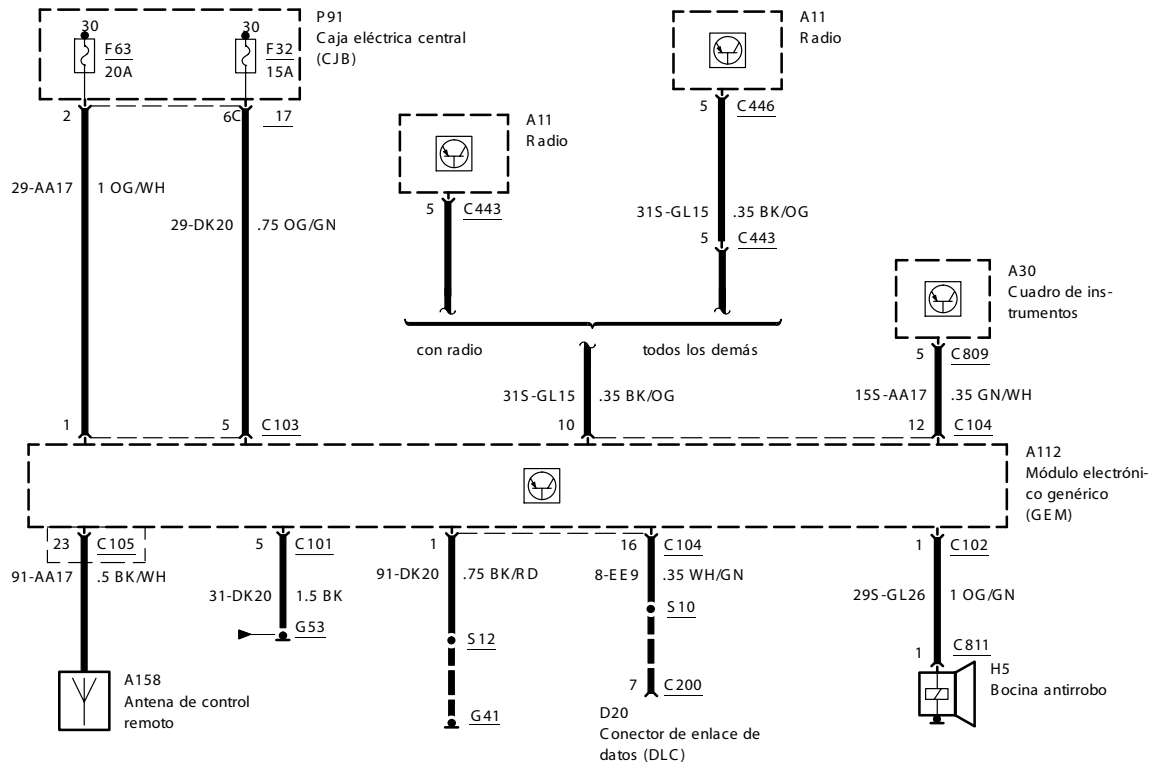 30
30
P91
Caja eléctrica central
(CJB)
F63
20A
F32
15A
2
6C
17
A11
Radio
5 C446
A11
Radio
5 C443
29-AA17 1 OG/WH
29-DK20 .75 OG/GN
31S-GL15 .35 BK/OG
5 C443
A30
Cuadro de ins-
trumentos
con radio
todos los demás
5 C809
31S-GL15 .35 BK/OG
15S-AA17 .35 GN/WH
1
5 C103
10
12 C104
A112
Módulo electróni-
co genérico
(GEM)
23 C105
5 C101
1
16 C104
1 C102
91-AA17 .5 BK/WH
31-DK20 1.5 BK
91-DK20 .75 BK/RD
8-EE9 .35 WH/GN
29S-GL26 1 OG/GN
G53
S12
S10
1 C811
A158
Antena de control
remoto
G41
7 C200
H5
Bocina antirrobo
D20
Conector de enlace de
datos (DLC)